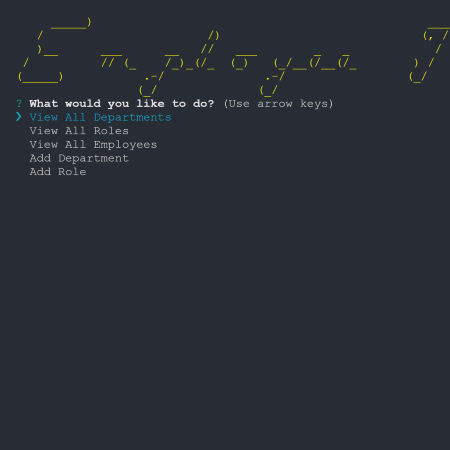 ? What would you like to do? (Use arrow keys)
❯ View All Departments
View All Roles
View All Employees
Add Department
Add Role